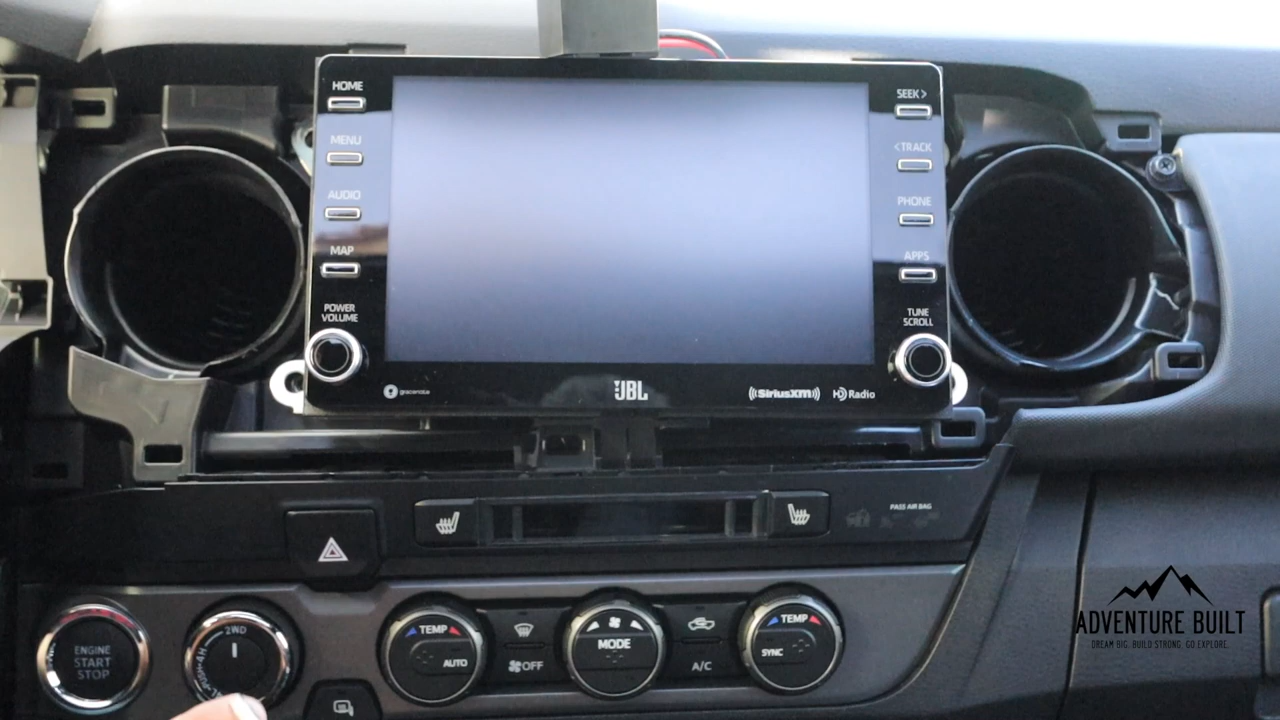 HOME
MENU
AUDIO
MAP
POWER
VOLUME
SEEK>
<TRACK
PHONE
APPS
TUNE
SCROLL
gracenote
JBL
((SiriusXM))
HD Radio
PASS AIR BAG
ENGINE
START
STOP
2WD
TEMP
AUTO
OFF
MODE
A/C
TEMP
SYNC
ADVENTURE BUILT
DREAM BIG. BUILD STRONG. GO EXPLORE.